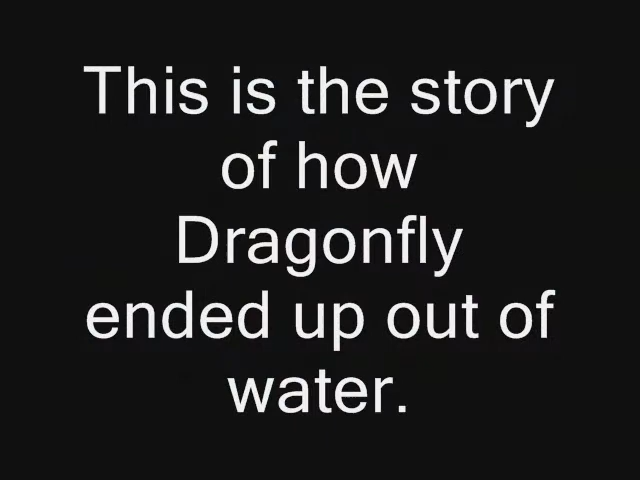 This is the story
of how
Dragonfly
ended up out of
water.